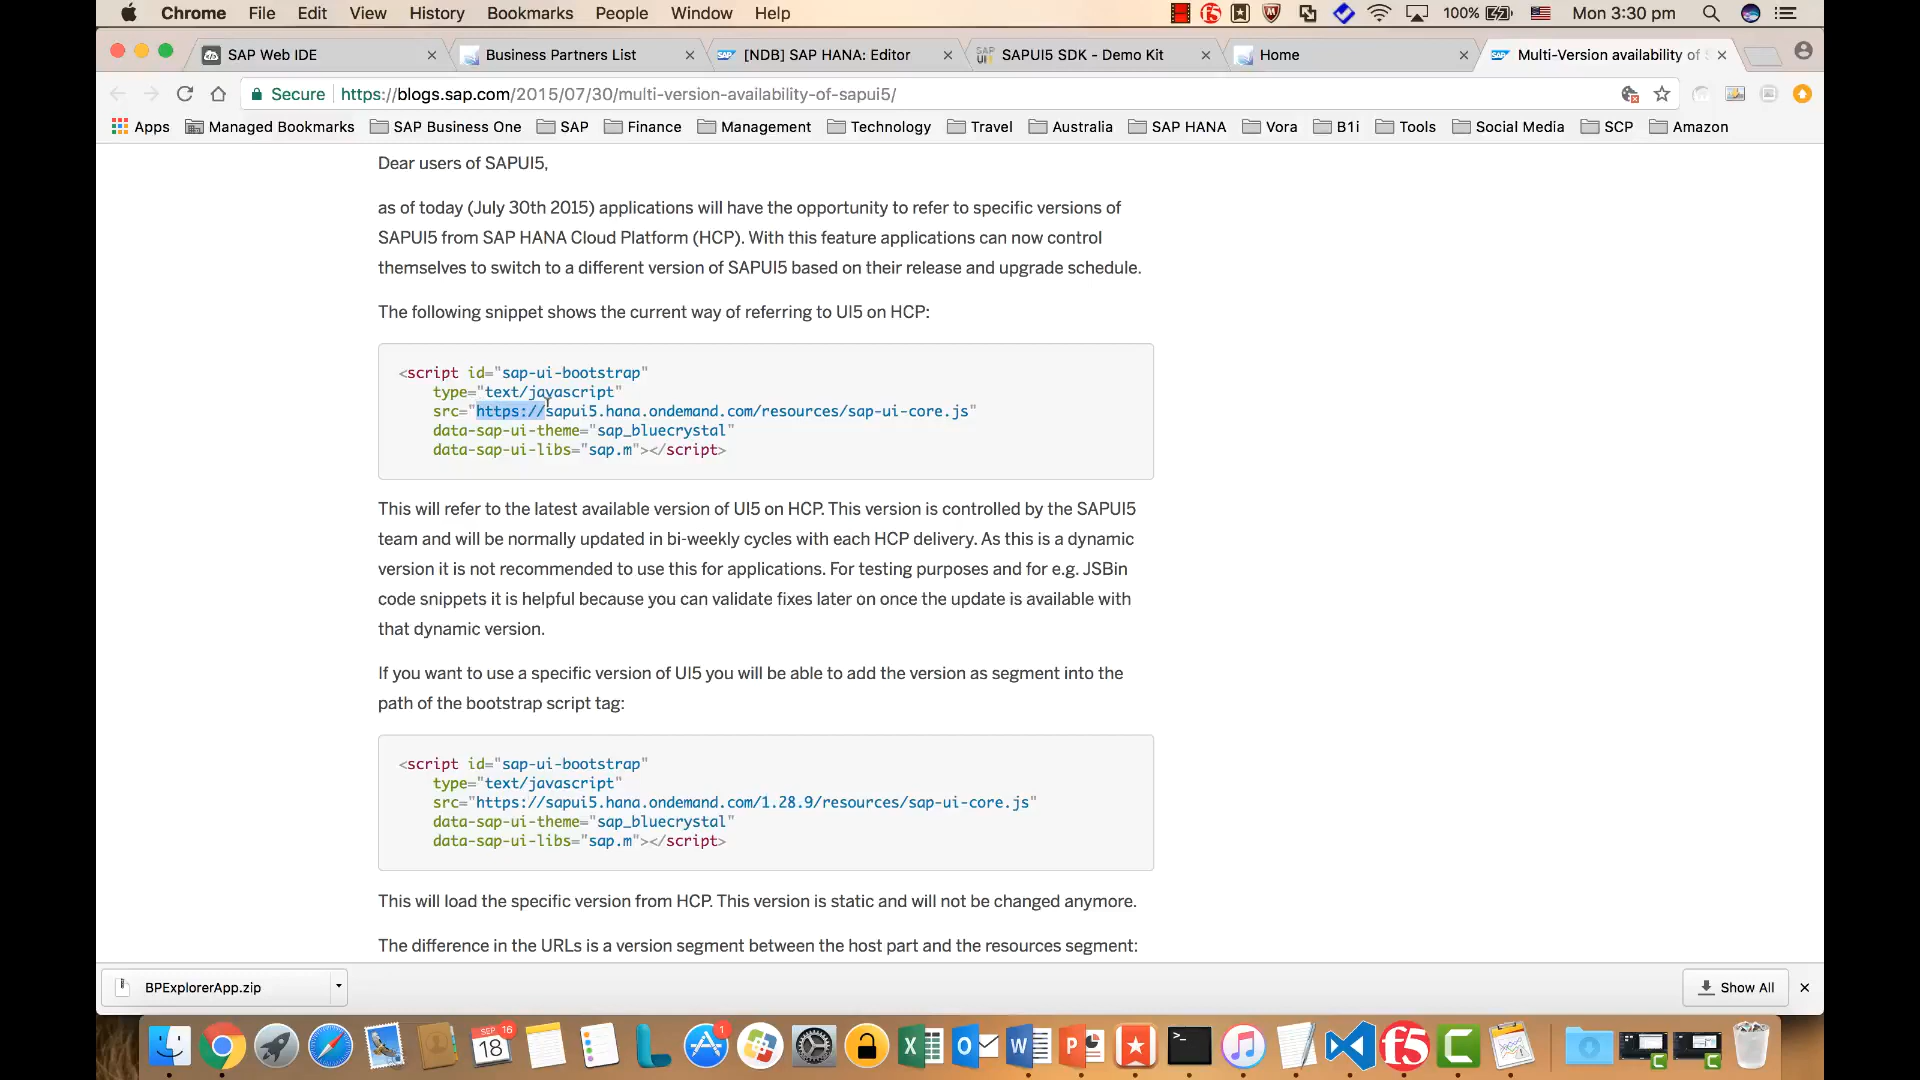 Chrome File Edit View History Bookmarks People Window Help 100% Mon 3:30 pm
SAP Web IDE Business Partners List [NDB] SAP HANA: Editor SAPUI5 SDK - Demo Kit Home Multi-Version availability of S
Secure https://blogs.sap.com/2015/07/30/multi-version-availability-of-sapui5/
Apps Managed Bookmarks SAP Business One SAP Finance Management Technology Travel Australia SAP HANA Vora B1i Tools Social Media SCP Amazon
Dear users of SAPUI5,
as of today (July 30th 2015) applications will have the opportunity to refer to specific versions of
SAPUI5 from SAP HANA Cloud Platform (HCP). With this feature applications can now control
themselves to switch to a different version of SAPUI5 based on their release and upgrade schedule.
The following snippet shows the current way of referring to UI5 on HCP:
<script id="sap-ui-bootstrap"
type="text/javascript"
src="https://sapui5.hana.ondemand.com/resources/sap-ui-core.js"
data-sap-ui-theme="sap_bluecrystal"
data-sap-ui-libs="sap.m"></script>
This will refer to the latest available version of UI5 on HCP. This version is controlled by the SAPUI5
team and will be normally updated in bi-weekly cycles with each HCP delivery. As this is a dynamic
version it is not recommended to use this for applications. For testing purposes and for e.g. JSBin
code snippets it is helpful because you can validate fixes later on once the update is available with
that dynamic version.
If you want to use a specific version of UI5 you will be able to add the version as segment into the
path of the bootstrap script tag:
<script id="sap-ui-bootstrap"
type="text/javascript"
src="https://sapui5.hana.ondemand.com/1.28.9/resources/sap-ui-core.js"
data-sap-ui-theme="sap_bluecrystal"
data-sap-ui-libs="sap.m"></script>
This will load the specific version from HCP. This version is static and will not be changed anymore.
The difference in the URLs is a version segment between the host part and the resources segment:
BPExplorerApp.zip Show All
SEP 16
18
1